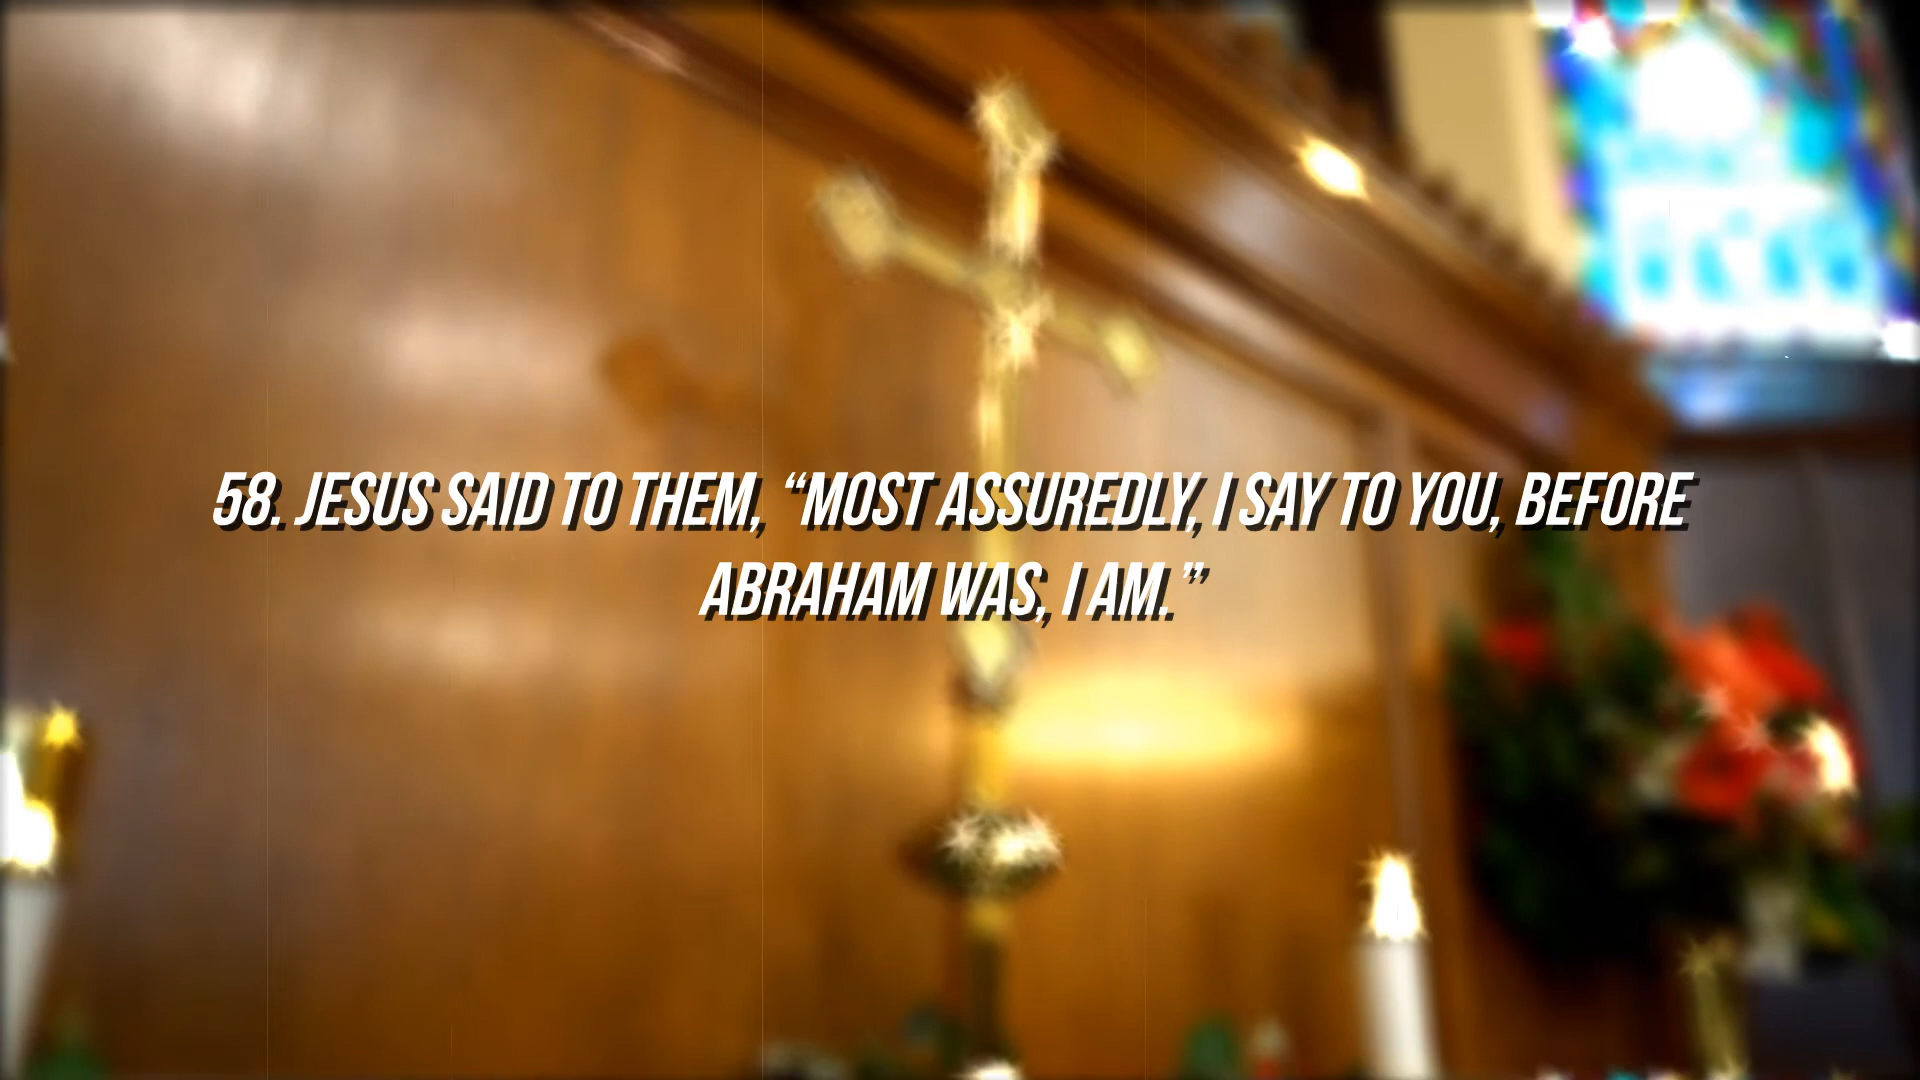 58. JESUS SAID TO THEM, “MOST ASSUREDLY, I SAY TO YOU, BEFORE
ABRAHAM WAS, I AM.”